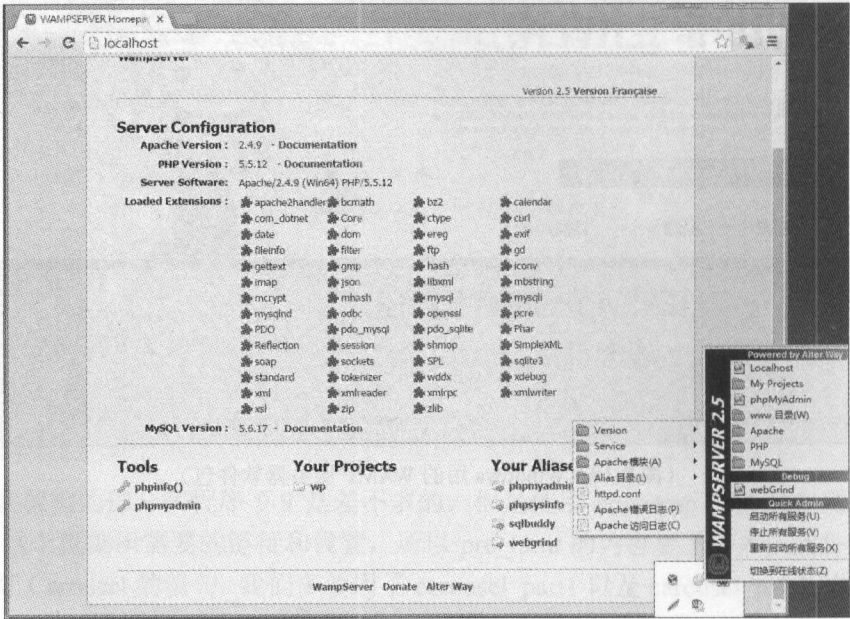 WAMPSERVER Homepag
localhost
WampServer
Version 2.5 Version Française
Server Configuration
Apache Version : 2.4.9 - Documentation
PHP Version : 5.5.12 - Documentation
Server Software: Apache/2.4.9 (Win64) PHP/5.5.12
Loaded Extensions : apache2handler bcmath bz2 calendar
com_dotnet Core ctype curl
date dom ereg exif
fileinfo filter ftp gd
gettext gmp hash iconv
imap json libxml mbstring
mcrypt mhash mysql mysqli
mysqlnd odbc openssl pcre
PDO pdo_mysql pdo_sqlite Phar
Reflection session shmop SimpleXML
soap sockets SPL sqlite3
standard tokenizer wddx xdebug
xml xmlreader xmlrpc xmlwriter
xsl zip zlib
MySQL Version : 5.6.17 - Documentation
Tools
phpinfo()
phpmyadmin
Your Projects
wp
Your Aliase
phpmyadmin
phpsysinfo
sqlbuddy
webgrind
WampServer Donate Alter Way
Version
Service
Apache 模块(A)
Alias 目录(L)
httpd.conf
Apache 错误日志(P)
Apache 访问日志(C)
WAMPSERVER 2.5
Powered by Alter Way
Localhost
My Projects
phpMyAdmin
www 目录(W)
Apache
PHP
MySQL
Debug
webGrind
Quick Admin
启动所有服务(U)
停止所有服务(V)
重新启动所有服务(X)
切换到在线状态(Z)